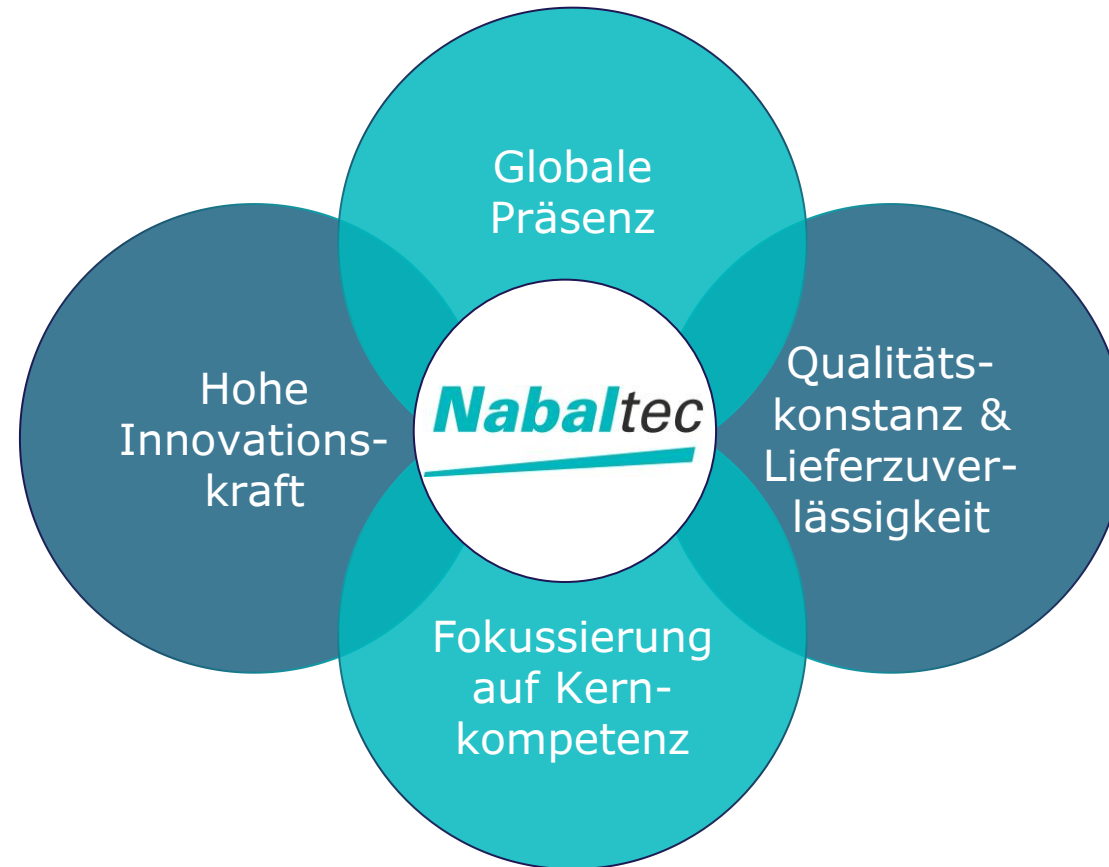 Globale
Präsenz
Hohe
Innovations-
kraft
Nabaltec
Qualitäts-
konstanz &
Lieferzuver-
lässigkeit
Fokussierung
auf Kern-
kompetenz